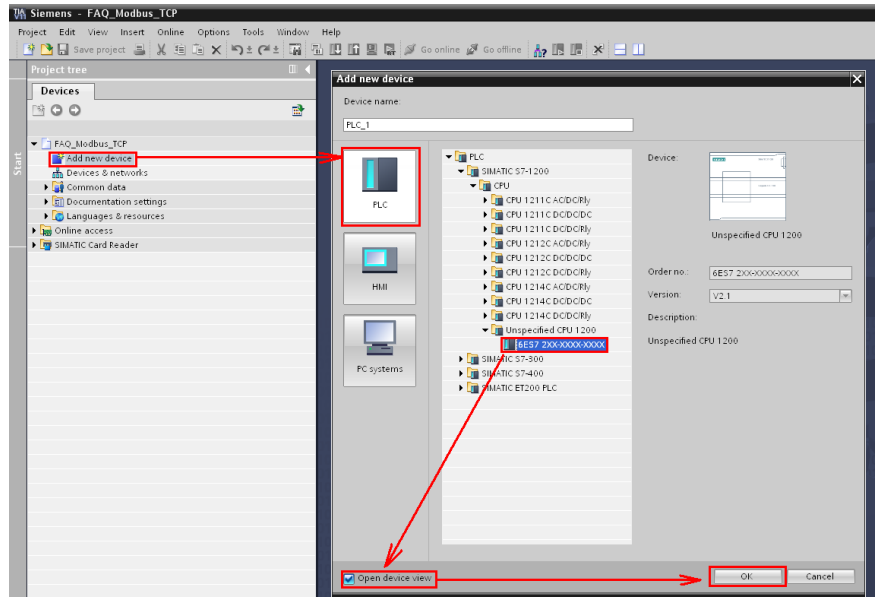 Siemens - FAQ_Modbus_TCP
Project Edit View Insert Online Options Tools Window Help
Save project Go online Go offline
Project tree
Devices
Start
FAQ_Modbus_TCP
Add new device
Devices & networks
Common data
Documentation settings
Languages & resources
Online access
SIMATIC Card Reader
Add new device
Device name:
PLC_1
PLC
HMI
PC systems
PLC
SIMATIC S7-1200
CPU
CPU 1211C AC/DC/Rly
CPU 1211C DC/DC/DC
CPU 1211C DC/DC/Rly
CPU 1212C AC/DC/Rly
CPU 1212C DC/DC/DC
CPU 1212C DC/DC/Rly
CPU 1214C AC/DC/Rly
CPU 1214C DC/DC/DC
CPU 1214C DC/DC/Rly
Unspecified CPU 1200
6ES7 2XX-XXXX-XXXX
SIMATIC S7-300
SIMATIC S7-400
SIMATIC ET200 PLC
Device:
Unspecified CPU 1200
Order no.: 6ES7 2XX-XXXX-XXXX
Version: V2.1
Description:
Unspecified CPU 1200
Open device view
OK Cancel